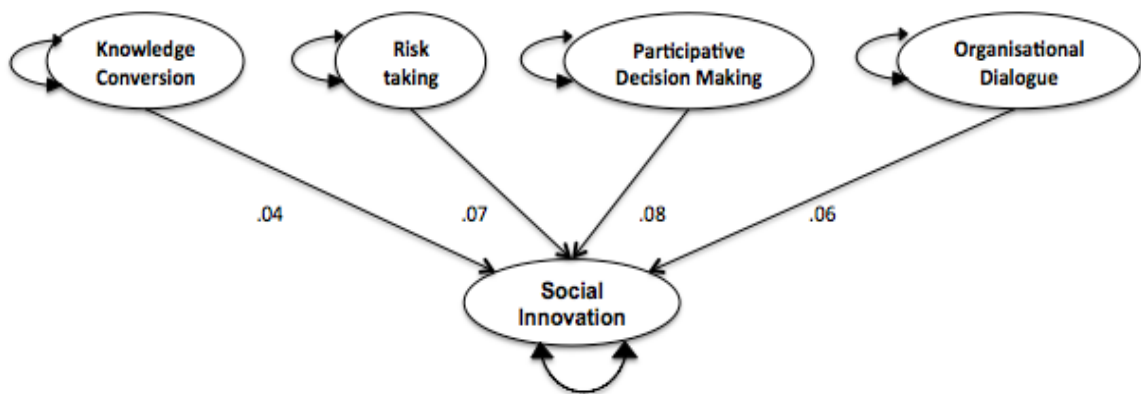 Knowledge
Conversion
Risk
taking
Participative
Decision Making
Organisational
Dialogue
.04
.07
.08
.06
Social
Innovation